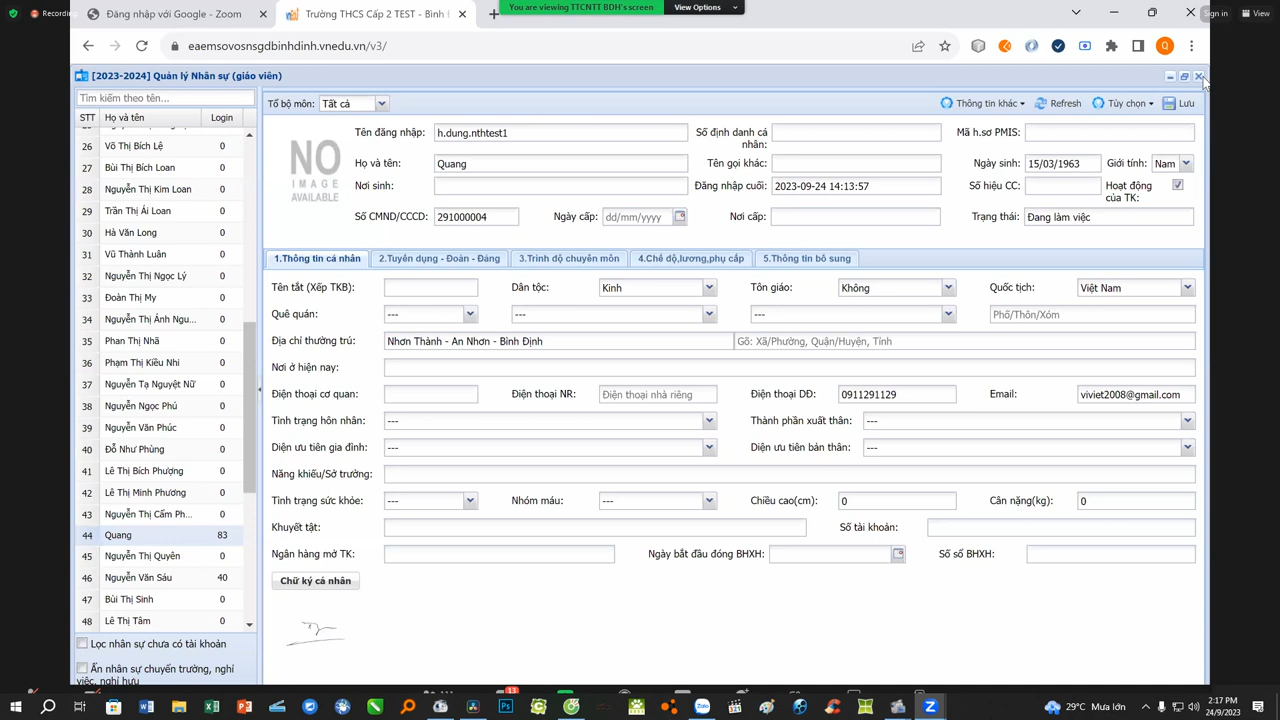 Recording
Đăng nhập với Google - Zoom
Trường THCS Cấp 2 TEST - Bình Đ
You are viewing TTCNTT BDH's screen
View Options
Sign in
View
eaemsovosnsgdbinhdinh.vnedu.vn/v3/
Q
[2023-2024] Quản lý Nhân sự (giáo viên)
Tìm kiếm theo tên...
Tổ bộ môn:
Tất cả
Thông tin khác
Refresh
Tùy chọn
Lưu
STT
Họ và tên
Login
26 Võ Thị Bích Lệ 0
27 Bùi Thị Bích Loan 0
28 Nguyễn Thị Kim Loan 0
29 Trần Thị Ái Loan 0
30 Hà Văn Long 0
31 Vũ Thành Luân 0
32 Nguyễn Thị Ngọc Lý 0
33 Đoàn Thị My 0
34 Nguyễn Thị Ánh Ngu... 0
35 Phan Thị Nhã 0
36 Phạm Thị Kiều Nhi 0
37 Nguyễn Tạ Nguyệt Nữ 0
38 Nguyễn Ngọc Phú 0
39 Nguyễn Văn Phúc 0
40 Đỗ Như Phùng 0
41 Lê Thị Bích Phượng 0
42 Lê Thị Minh Phương 0
43 Nguyễn Thị Cẩm Ph... 0
44 Quang 83
45 Nguyễn Thị Quyên 0
46 Nguyễn Văn Sáu 40
47 Bùi Thị Sinh 0
48 Lê Thị Tâm 0
Lọc nhân sự chưa có tài khoản
Ẩn nhân sự chuyển trường, nghỉ
việc, nghỉ hưu
NO
IMAGE
AVAILABLE
Tên đăng nhập: h.dung.nthtest1
Số định danh cá
nhân:
Mã h.sơ PMIS:
Họ và tên: Quang
Tên gọi khác:
Ngày sinh: 15/03/1963
Giới tính: Nam
Nơi sinh:
Đăng nhập cuối: 2023-09-24 14:13:57
Số hiệu CC:
Hoạt động
của TK:
Số CMND/CCCD: 291000004
Ngày cấp: dd/mm/yyyy
Nơi cấp:
Trạng thái: Đang làm việc
1.Thông tin cá nhân
2.Tuyển dụng - Đoàn - Đảng
3.Trình độ chuyên môn
4.Chế độ,lương,phụ cấp
5.Thông tin bổ sung
Tên tắt (Xếp TKB):
Dân tộc: Kinh
Tôn giáo: Không
Quốc tịch: Việt Nam
Quê quán: --- --- --- Phố/Thôn/Xóm
Địa chỉ thường trú: Nhơn Thành - An Nhơn - Bình Định
Gõ: Xã/Phường, Quận/Huyện, Tỉnh
Nơi ở hiện nay:
Điện thoại cơ quan:
Điện thoại NR: Điện thoại nhà riêng
Điện thoại DĐ: 0911291129
Email: viviet2008@gmail.com
Tình trạng hôn nhân: ---
Thành phần xuất thân: ---
Diện ưu tiên gia đình: ---
Diện ưu tiên bản thân: ---
Năng khiếu/Sở trường:
Tình trạng sức khỏe: ---
Nhóm máu: ---
Chiều cao(cm): 0
Cân nặng(kg): 0
Khuyết tật:
Số tài khoản:
Ngân hàng mở TK:
Ngày bắt đầu đóng BHXH:
Số sổ BHXH:
Chữ ký cá nhân
13
33°C Mưa lớn
2:17 PM
24/9/2023